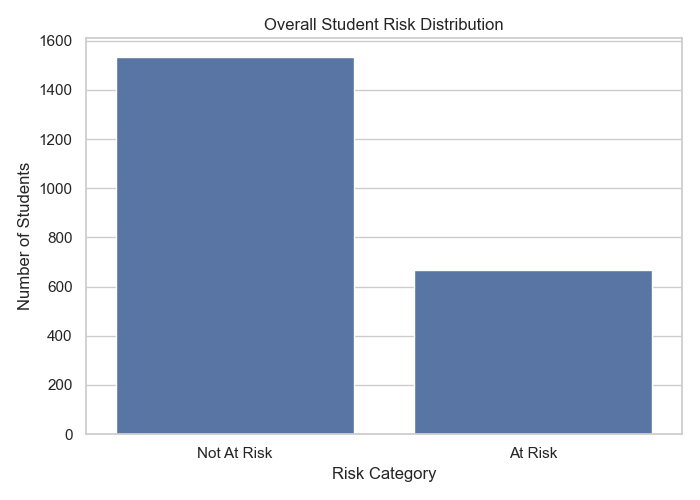 Overall Student Risk Distribution
1600
1400
1200
1000
800
600
400
200
0
Number of Students
Not At Risk
At Risk
Risk Category